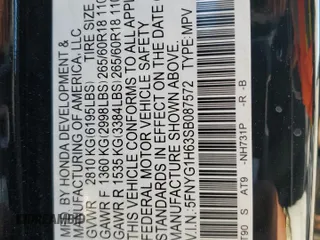 MFD. BY HONDA DEVELOPMENT &
MANUFACTURING OF AMERICA, LLC
GVWR 2810 KG(6195LBS) TIRE SIZE
GAWR F 1360 KG(2998LBS) 265/60R18 110
GAWR R 1535 KG(3384LBS) 265/60R18 110
THIS VEHICLE CONFORMS TO ALL APPL
FEDERAL MOTOR VEHICLE SAFETY
STANDARDS IN EFFECT ON THE DATE O
MANUFACTURE SHOWN ABOVE.
V.I.N.: 5FNYG1H63SB087572 TYPE:MPV
T90 S AT9 -NH731P -R -B